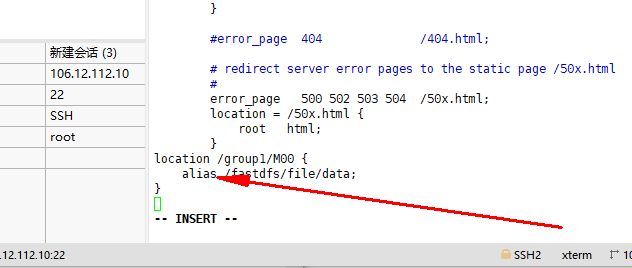 新建会话 (3)
106.12.112.10
22
SSH
root
}
#error_page 404 /404.html;
# redirect server error pages to the static page /50x.html
#
error_page 500 502 503 504 /50x.html;
location = /50x.html {
root html;
}
location /group1/M00 {
alias /fastdfs/file/data;
}
-- INSERT --
.12.112.10:22
SSH2 xterm 10